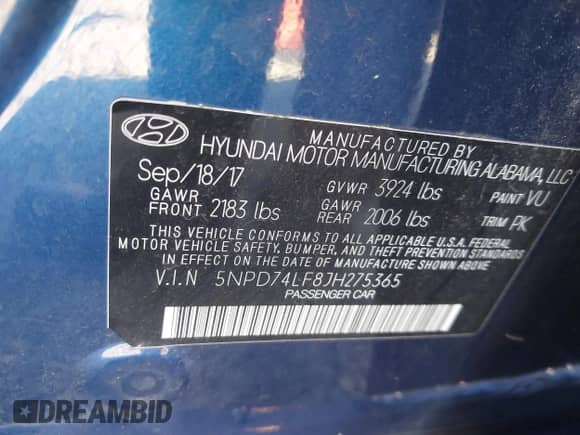 MANUFACTURED BY
HYUNDAI MOTOR MANUFACTURING ALABAMA, LLC
Sep/18/17 GVWR 3924 lbs PAINT VU
GAWR FRONT 2183 lbs GAWR REAR 2006 lbs TRIM PK
THIS VEHICLE CONFORMS TO ALL APPLICABLE U.S.A. FEDERAL
MOTOR VEHICLE SAFETY, BUMPER, AND THEFT PREVENTION STANDARDS
IN EFFECT ON THE DATE OF MANUFACTURE SHOWN ABOVE.
V.I.N 5NPD74LF8JH275365
PASSENGER CAR
DREAMBID